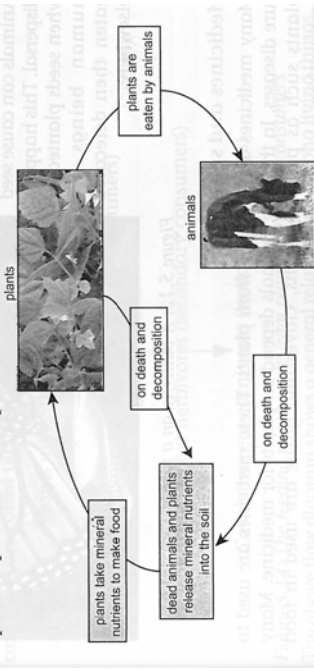 plants
plants are
eaten by animals
animals
on death and
decomposition
on death and
decomposition
dead animals and plants
release mineral nutrients
into the soil
plants take mineral
nutrients to make food